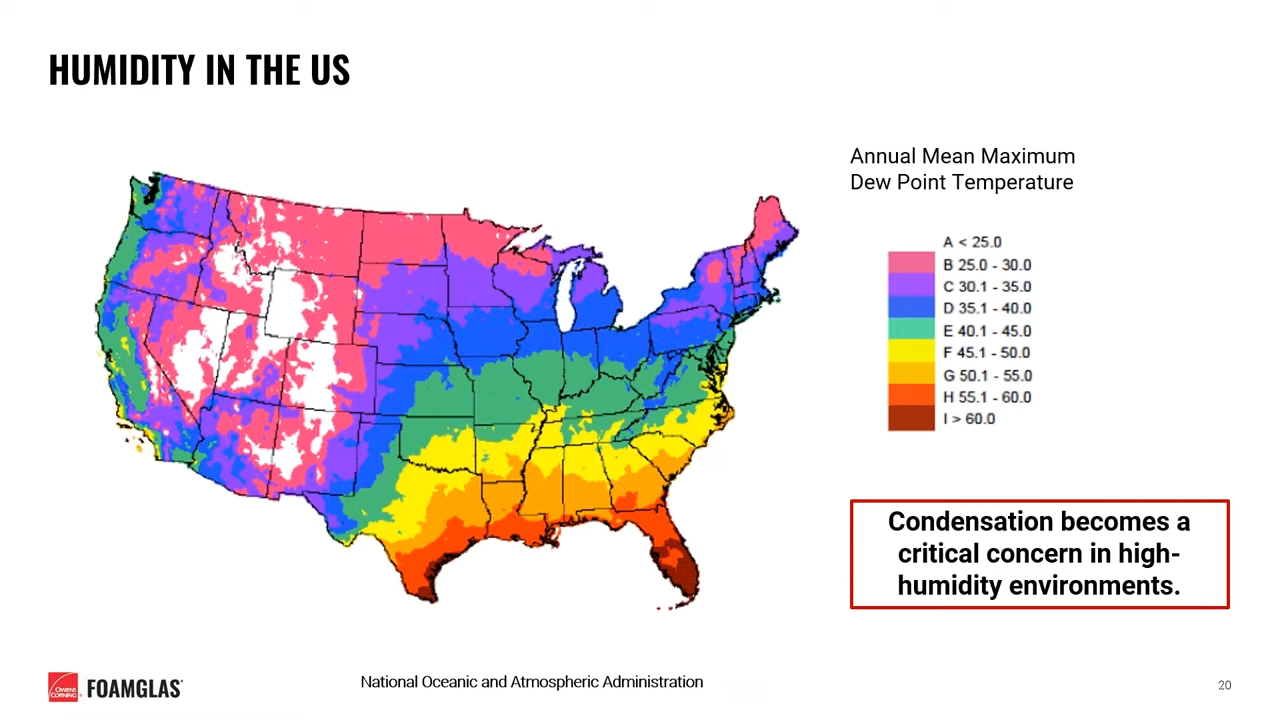 HUMIDITY IN THE US
Annual Mean Maximum
Dew Point Temperature
A < 25.0
B 25.0 - 30.0
C 30.1 - 35.0
D 35.1 - 40.0
E 40.1 - 45.0
F 45.1 - 50.0
G 50.1 - 55.0
H 55.1 - 60.0
I > 60.0
Condensation becomes a
critical concern in high-
humidity environments.
OWENS
CORNING
FOAMGLAS®
National Oceanic and Atmospheric Administration
20